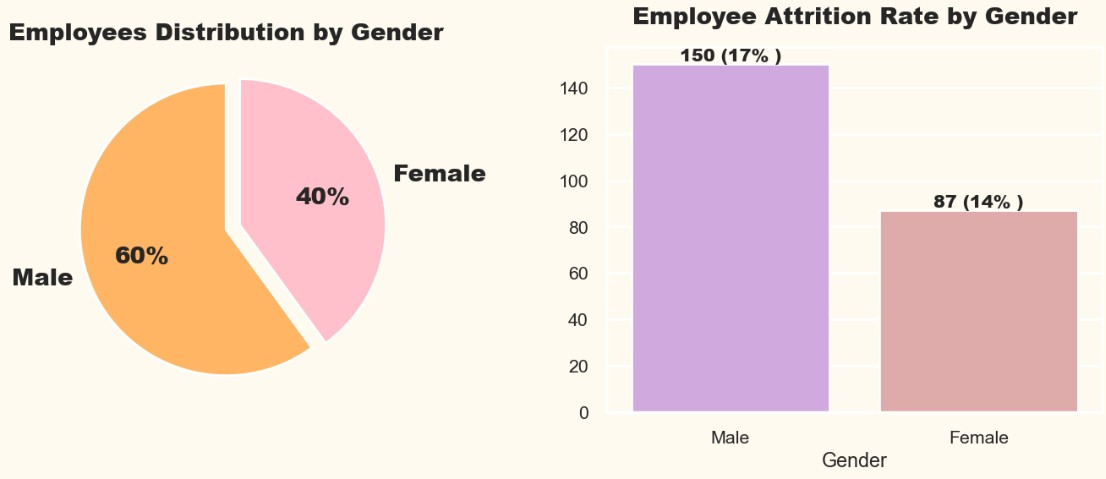 Employees Distribution by Gender
Female
40%
60%
Male
Employee Attrition Rate by Gender
150 (17% )
87 (14% )
140
120
100
80
60
40
20
0
Male
Female
Gender